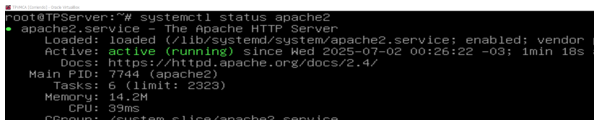 root@TPServer:~# systemctl status apache2
● apache2.service - The Apache HTTP Server
Loaded: loaded (/lib/systemd/system/apache2.service; enabled; vendor
Active: active (running) since Wed 2025-07-02 00:26:22 -03; 1min 18s
Docs: https://httpd.apache.org/docs/2.4/
Main PID: 7744 (apache2)
Tasks: 6 (limit: 2323)
Memory: 14.2M
CPU: 39ms
CGroup: /system.slice/apache2.service